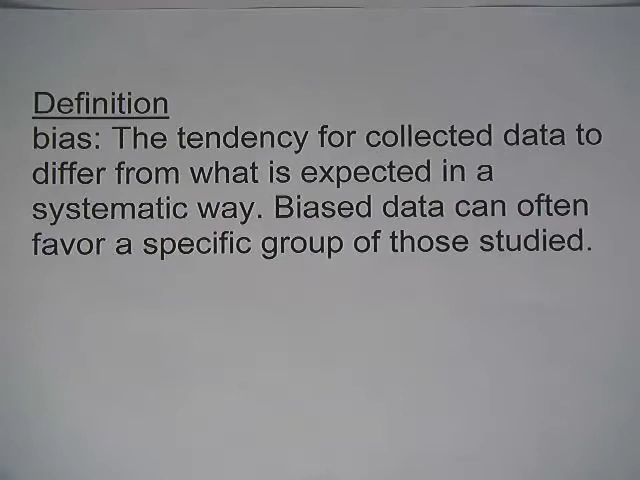 Definition
bias: The tendency for collected data to
differ from what is expected in a
systematic way. Biased data can often
favor a specific group of those studied.